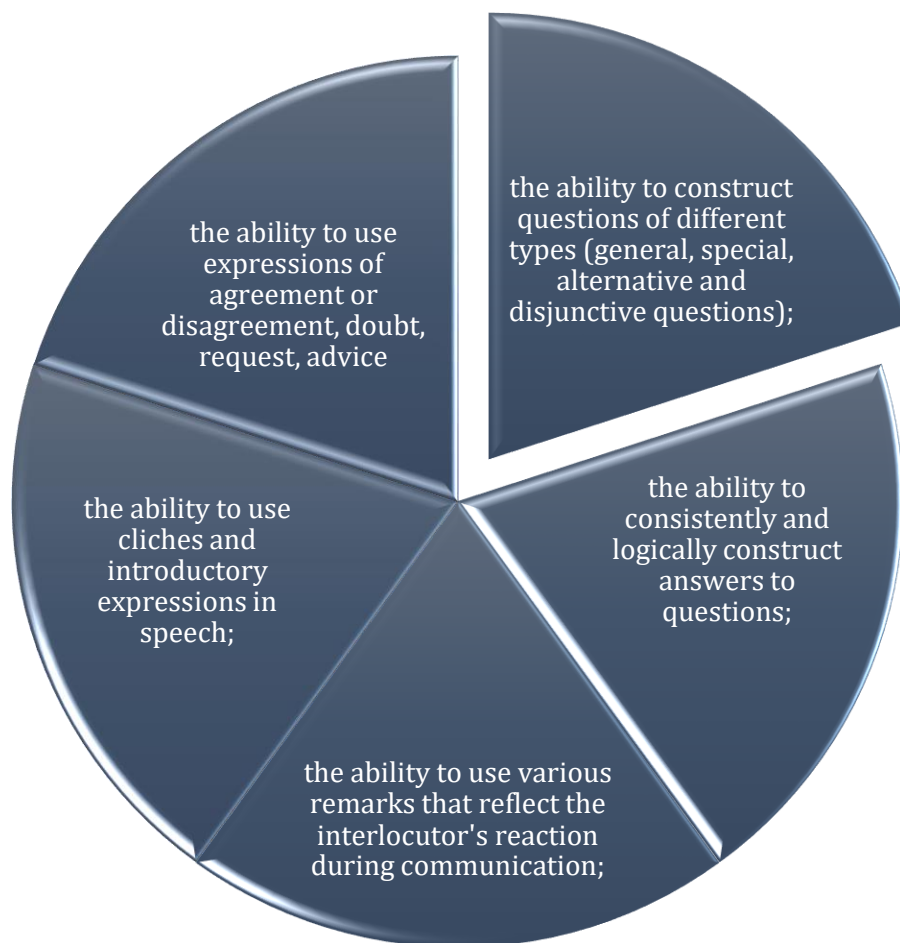 the ability to construct
questions of different
types (general, special,
alternative and
disjunctive questions);
the ability to
consistently and
logically construct
answers to
questions;
the ability to use various
remarks that reflect the
interlocutor's reaction
during communication;
the ability to use
cliches and
introductory
expressions in
speech;
the ability to use
expressions of
agreement or
disagreement, doubt,
request, advice